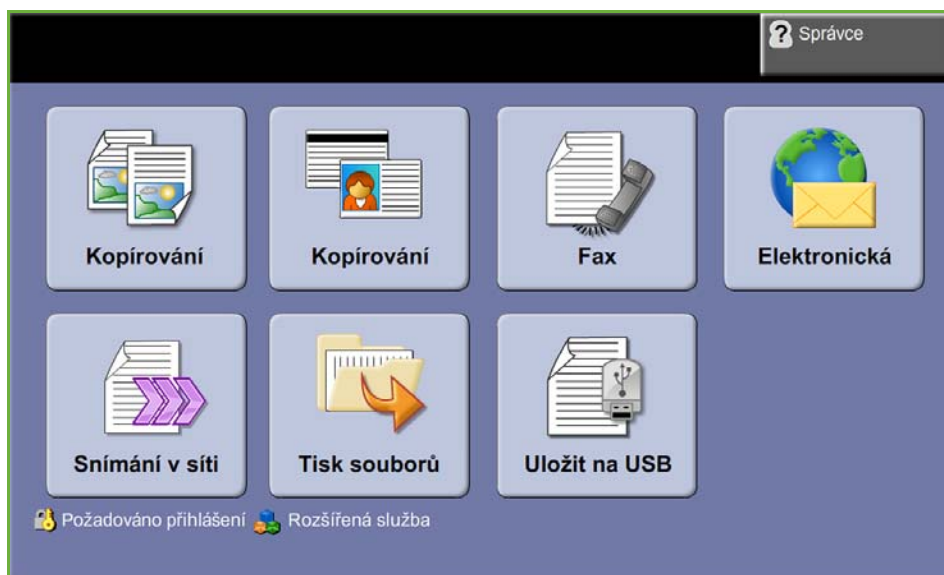 Správce
Kopírování
Kopírování
Fax
Elektronická
Snímání v síti
Tisk souborů
Uložit na USB
Požadováno přihlášení
Rozšířená služba